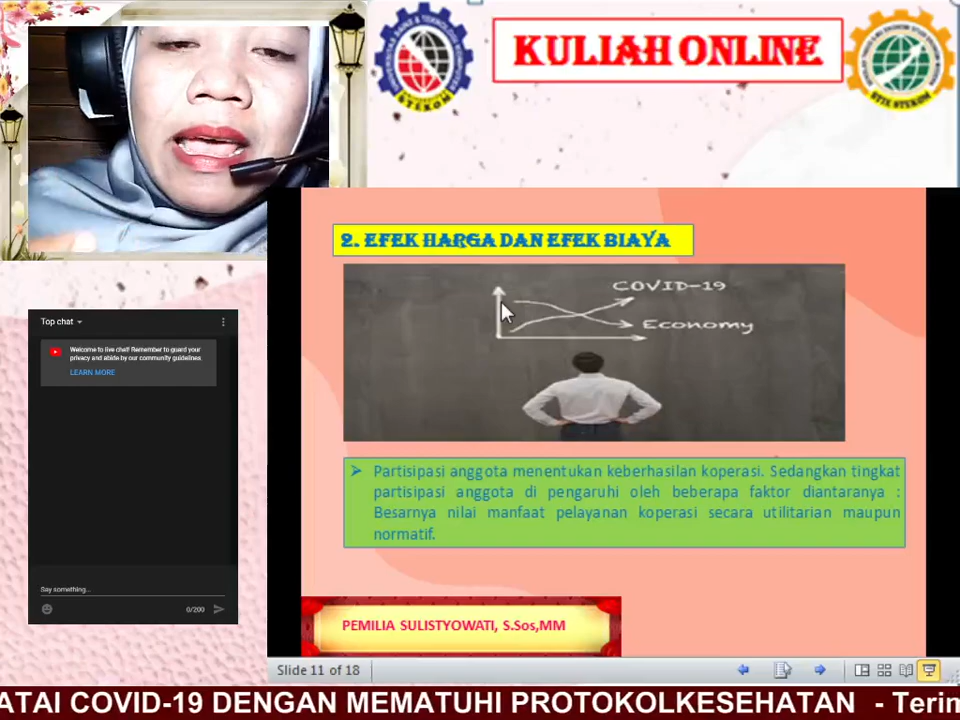 KULIAH ONLINE
STEKOM
STIE STEKOM
2. EFEK HARGA DAN EFEK BIAYA
COVID-19
Economy
Top chat
Welcome to live chat! Remember to guard your
privacy and abide by our community guidelines.
LEARN MORE
Partisipasi anggota menentukan keberhasilan koperasi. Sedangkan tingkat
partisipasi anggota di pengaruhi oleh beberapa faktor diantaranya :
Besarnya nilai manfaat pelayanan koperasi secara utilitarian maupun
normatif.
Say something...
0/200
PEMILIA SULISTYOWATI, S.Sos,MM
Slide 11 of 18
ATAI COVID-19 DENGAN MEMATUHI PROTOKOLKESEHATAN - Terin